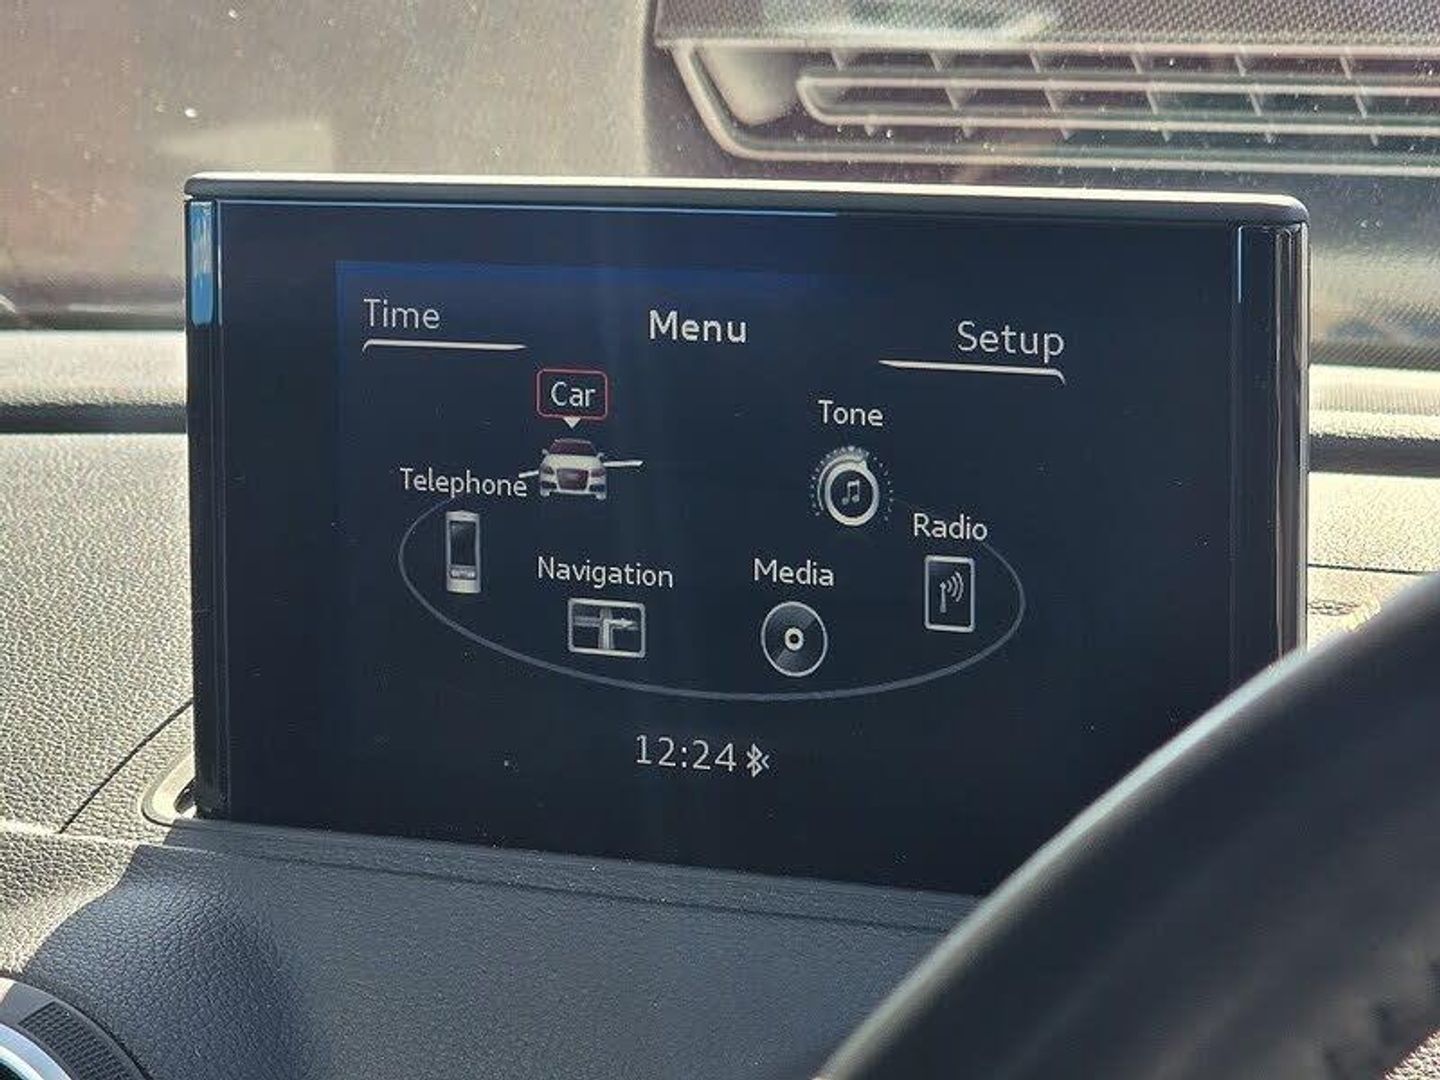 Time
Menu
Setup
Car
Tone
Telephone
Radio
Navigation
Media
12:24